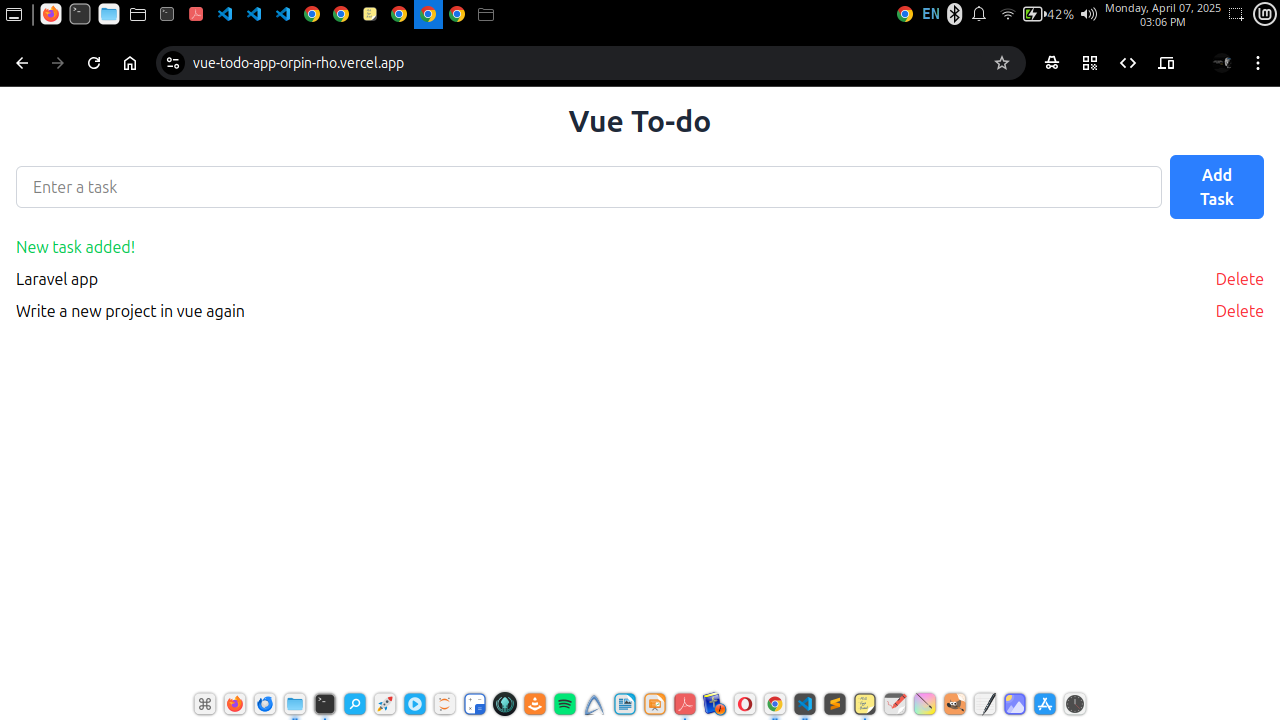 EN
42%
Monday, April 07, 2025
03:06 PM
vue-todo-app-orpin-rho.vercel.app
Vue To-do
Enter a task
Add
Task
New task added!
Laravel app
Delete
Write a new project in vue again
Delete